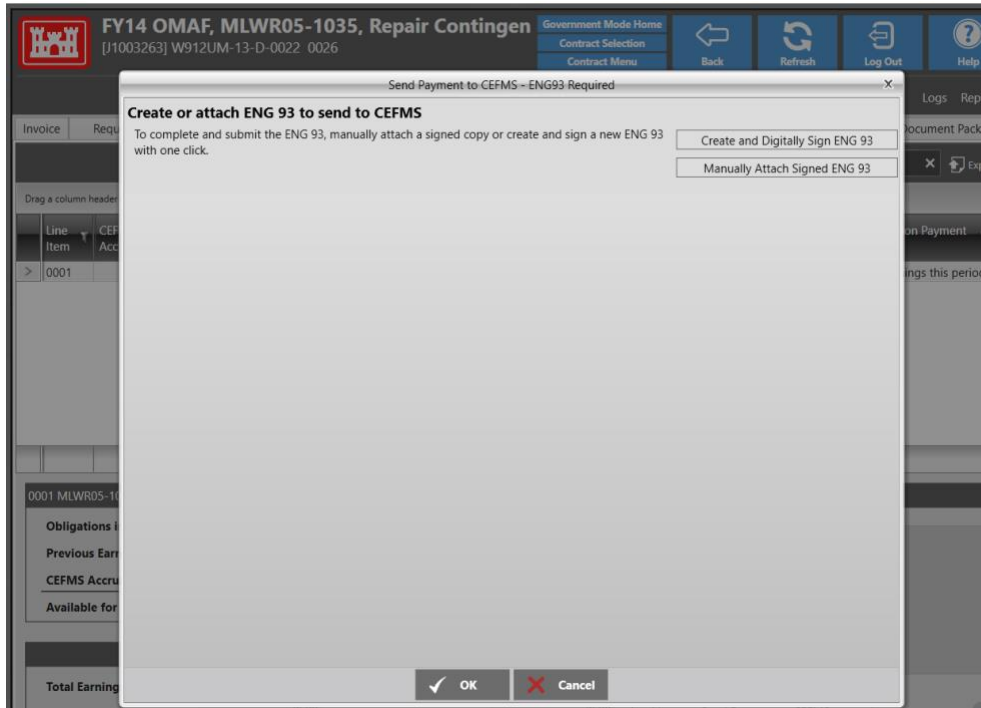 FY14 OMAF, MLWR05-1035, Repair Contingen
[J1003263] W912UM-13-D-0022 0026
Government Mode Home
Contract Selection
Contract Menu
Back
Refresh
Log Out
Help
Send Payment to CEFMS - ENG93 Required
X
Logs Rep
Create or attach ENG 93 to send to CEFMS
To complete and submit the ENG 93, manually attach a signed copy or create and sign a new ENG 93
with one click.
Create and Digitally Sign ENG 93
Manually Attach Signed ENG 93
Invoice Requ
Document Pack
Exp
Drag a column header
Line
Item
CEF
Acc
on Payment
> 0001
ings this period
0001 MLWR05-10
Obligations i
Previous Earn
CEFMS Accru
Available for
Total Earning
OK
Cancel